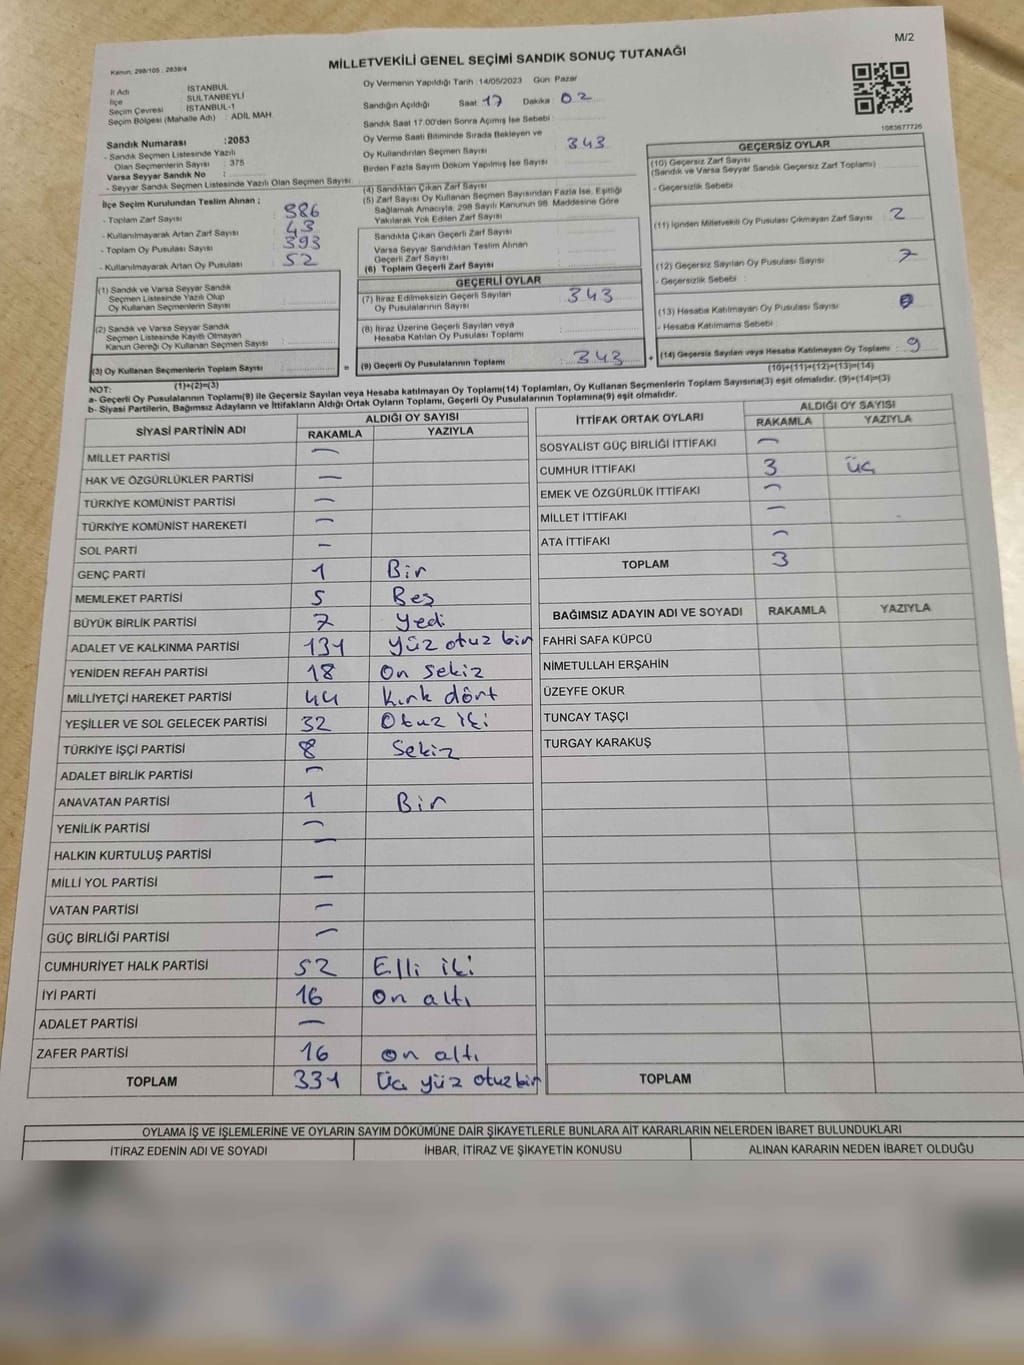 M/2
MİLLETVEKİLİ GENEL SEÇİMİ SANDIK SONUÇ TUTANAĞI
Kanun: 298/105 , 2839/4
İl Adı : İSTANBUL
İlçe : SULTANBEYLİ
Seçim Çevresi : İSTANBUL-1
Seçim Bölgesi (Mahalle Adı) : ADİL MAH.
Sandık Numarası :2053
- Sandık Seçmen Listesinde Yazılı
Olan Seçmenlerin Sayısı : 375
Varsa Seyyar Sandık No :
- Seyyar Sandık Seçmen Listesinde Yazılı Olan Seçmen Sayısı:
İlçe Seçim Kurulundan Teslim Alınan ;
- Toplam Zarf Sayısı : 386
- Kullanılmayarak Artan Zarf Sayısı : 43
- Toplam Oy Pusulası Sayısı : 393
- Kullanılmayarak Artan Oy Pusulası : 52
(1) Sandık ve Varsa Seyyar Sandık
Seçmen Listesinde Yazılı Olup
Oy Kullanan Seçmenlerin Sayısı :
(2) Sandık ve Varsa Seyyar Sandık
Seçmen Listesinde Kayıtlı Olmayan
Kanun Gereği Oy Kullanan Seçmen Sayısı :
(3) Oy Kullanan Seçmenlerin Toplam Sayısı :
(1)+(2)=(3)
Oy Vermenin Yapıldığı Tarih : 14/05/2023 Gün: Pazar
Sandığın Açıldığı Saat 17 Dakika 02
Sandık Saat 17.00'den Sonra Açımış İse Sebebi :
Oy Verme Saati Bitiminde Sırada Bekleyen ve
Oy Kullandırılan Seçmen Sayısı 343
Birden Fazla Sayım Döküm Yapılmış İse Sayısı
(4) Sandıktan Çıkan Zarf Sayısı
(5) Zarf Sayısı Oy Kullanan Seçmen Sayısından Fazla İse, Eşitliği
Sağlamak Amacıyla, 298 Sayılı Kanunun 98. Maddesine Göre
Yakılarak Yok Edilen Zarf Sayısı
Sandıkta Çıkan Geçerli Zarf Sayısı
Varsa Seyyar Sandıktan Teslim Alınan
Geçerli Zarf Sayısı
(6) Toplam Geçerli Zarf Sayısı
GEÇERLİ OYLAR
(7) İtiraz Edilmeksizin Geçerli Sayılan
Oy Pusulalarının Sayısı : 343
(8) İtiraz Üzerine Geçerli Sayılan veya
Hesaba Katılan Oy Pusulası Toplamı
= (9) Geçerli Oy Pusulalarının Toplamı : 343 +
1083677726
GEÇERSİZ OYLAR
(10) Geçersiz Zarf Sayısı
(Sandık ve Varsa Seyyar Sandık Geçersiz Zarf Toplamı)
- Geçersizlik Sebebi :
(11) İçinden Milletvekili Oy Pusulası Çıkmayan Zarf Sayısı : 2
(12) Geçersiz Sayılan Oy Pusulası Sayısı : 7
- Geçersizlik Sebebi :
(13) Hesaba Katılmayan Oy Pusulası Sayısı
- Hesaba Katılmama Sebebi :
(14) Geçersiz Sayılan veya Hesaba Katılmayan Oy Toplamı : 9
(10)+(11)+(12)+(13)=(14)
NOT:
a- Geçerli Oy Pusulaları Toplamı(9) ile Geçersiz Sayılan veya Hesaba katılmayan Oy Toplamı(14) Toplamları, Oy Kullanan Seçmenlerin Toplam Sayısına(3) eşit olmalıdır. (9)+(14)=(3)
b- Siyasi Partilerin, Bağımsız Adayların ve İttifakların Aldığı Ortak Oyların Toplamı, Geçerli Oy Pusulalarının Toplamına(9) eşit olmalıdır.
SİYASİ PARTİNİN ADI ALDIĞI OY SAYISI
RAKAMLA YAZIYLA
MİLLET PARTİSİ —
HAK VE ÖZGÜRLÜKLER PARTİSİ —
TÜRKİYE KOMÜNİST PARTİSİ —
TÜRKİYE KOMÜNİST HAREKETİ —
SOL PARTİ —
GENÇ PARTİ 1 Bir
MEMLEKET PARTİSİ 5 Beş
BÜYÜK BİRLİK PARTİSİ 7 Yedi
ADALET VE KALKINMA PARTİSİ 131 Yüz otuz bir
YENİDEN REFAH PARTİSİ 18 On sekiz
MİLLİYETÇİ HAREKET PARTİSİ 44 Kırk dört
YEŞİLLER VE SOL GELECEK PARTİSİ 32 Otuz iki
TÜRKİYE İŞÇİ PARTİSİ 8 Sekiz
ADALET BİRLİK PARTİSİ —
ANAVATAN PARTİSİ 1 Bir
YENİLİK PARTİSİ —
HALKIN KURTULUŞ PARTİSİ —
MİLLİ YOL PARTİSİ —
VATAN PARTİSİ —
GÜÇ BİRLİĞİ PARTİSİ —
CUMHURİYET HALK PARTİSİ 52 Elli iki
İYİ PARTİ 16 On altı
ADALET PARTİSİ —
ZAFER PARTİSİ 16 on altı
TOPLAM 331 Üç yüz otuz bir
İTTİFAK ORTAK OYLARI ALDIĞI OY SAYISI
RAKAMLA YAZIYLA
SOSYALİST GÜÇ BİRLİĞİ İTTİFAKI —
CUMHUR İTTİFAKI 3 üç
EMEK VE ÖZGÜRLÜK İTTİFAKI —
MİLLET İTTİFAKI —
ATA İTTİFAKI —
TOPLAM 3
BAĞIMSIZ ADAYIN ADI VE SOYADI RAKAMLA YAZIYLA
FAHRİ SAFA KÜPCÜ
NİMETULLAH ERŞAHİN
ÜZEYFE OKUR
TUNCAY TAŞÇI
TURGAY KARAKUŞ
TOPLAM
OYLAMA İŞ VE İŞLEMLERİNE VE OYLARIN SAYIM DÖKÜMÜNE DAİR ŞİKAYETLERLE BUNLARA AİT KARARLARIN NELERDEN İBARET BULUNDUKLARI
İTİRAZ EDENİN ADI VE SOYADI İHBAR, İTİRAZ VE ŞİKAYETİN KONUSU ALINAN KARARIN NEDEN İBARET OLDUĞU